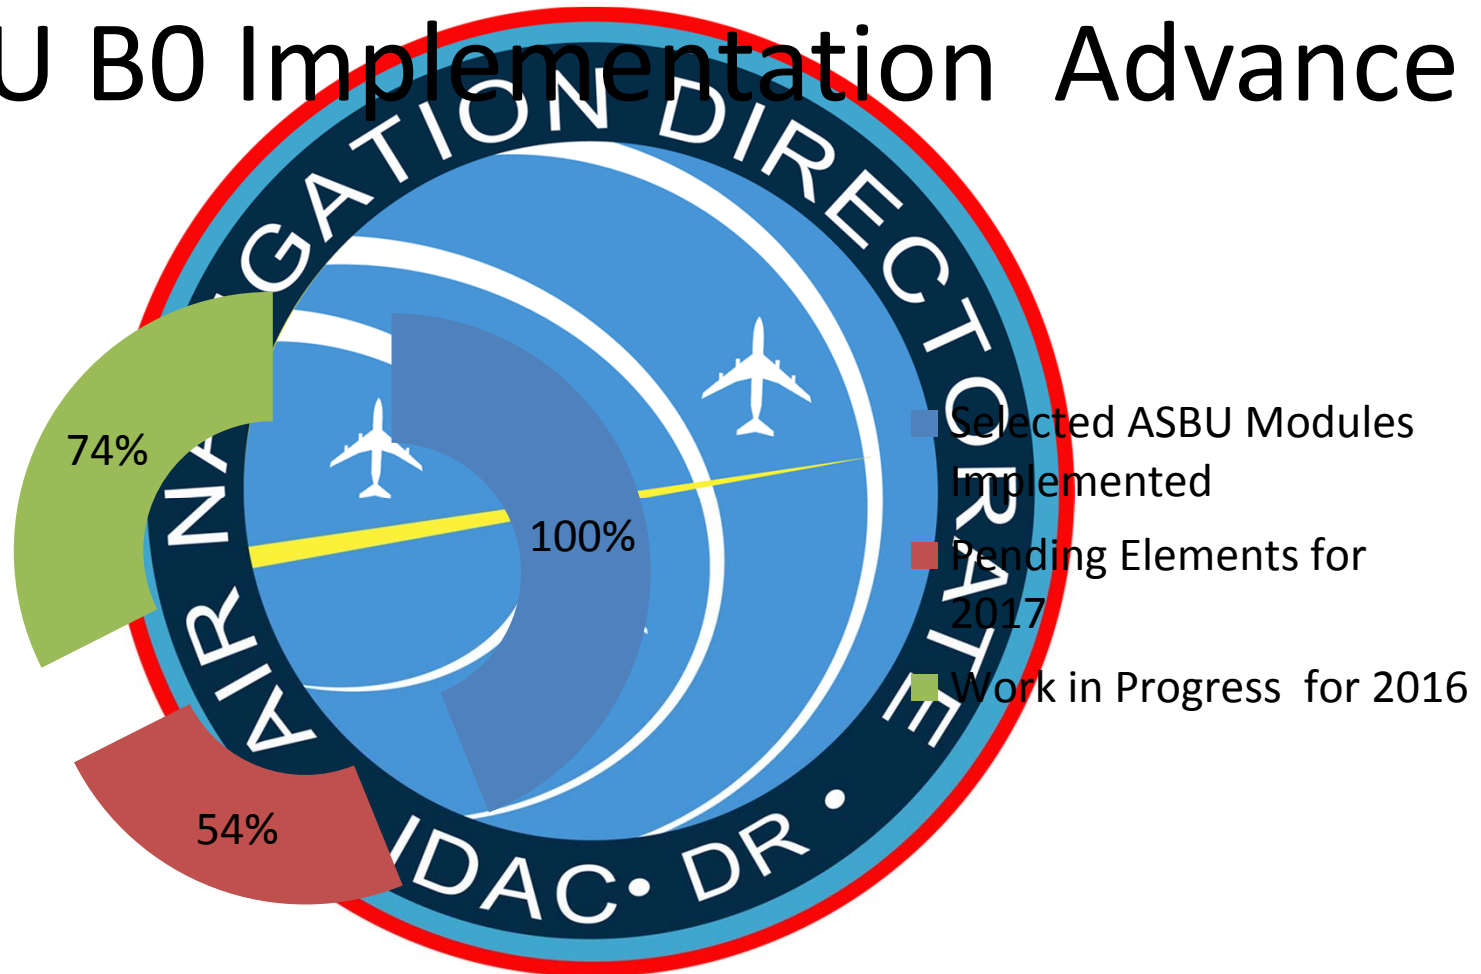 U B0 Implementation  Advance
AIR NAVIGATION DIRECTORATE
IDAC • DR •
74%
100%
54%
Selected ASBU Modules
Implemented
Pending Elements for
2017
Work in Progress  for 2016